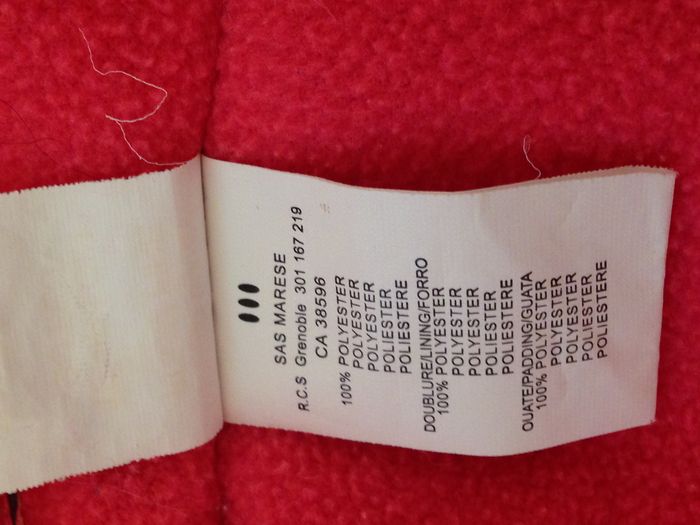 SAS MARESE
R.C.S Grenoble 301 167 219
CA 38596
100% POLYESTER
POLYESTER
POLYESTER
POLIESTER
POLIESTERE
DOUBLURE/LINING/FORRO
100% POLYESTER
POLYESTER
POLYESTER
POLIESTER
POLIESTERE
OUATE/PADDING/GUATA
100% POLYESTER
POLYESTER
POLYESTER
POLIESTER
POLIESTERE